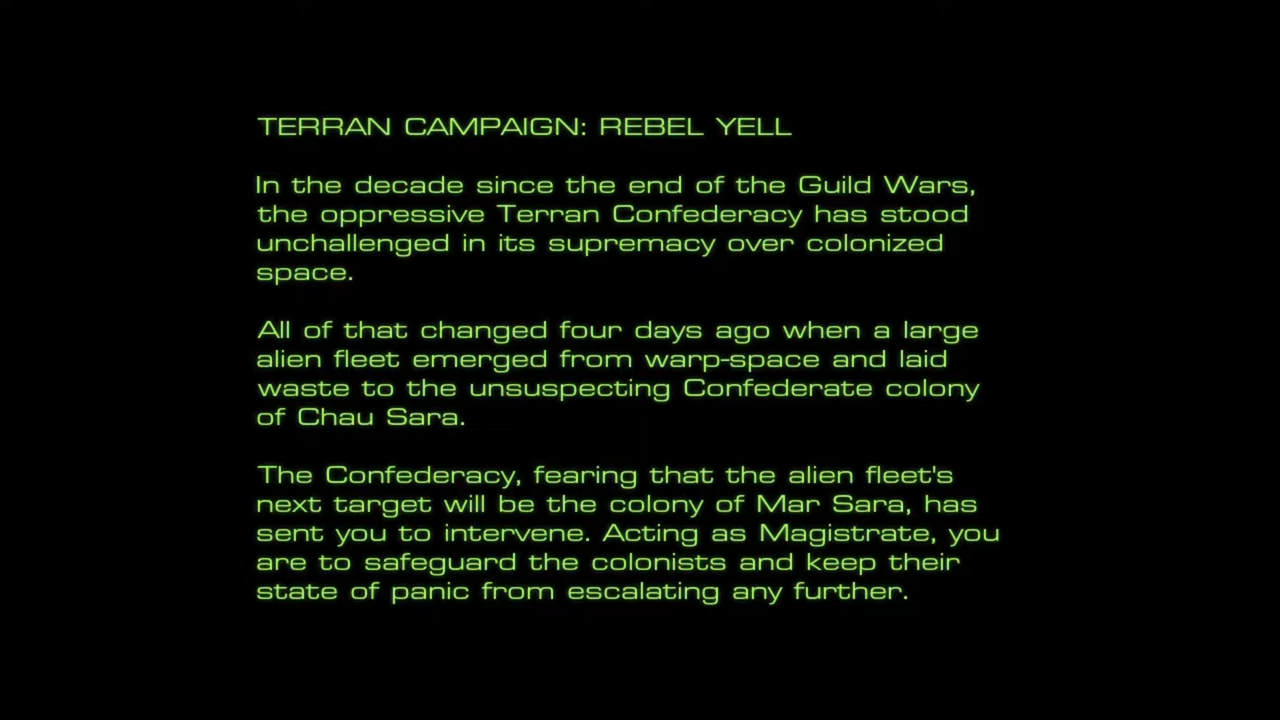 TERRAN CAMPAIGN: REBEL YELL
In the decade since the end of the Guild Wars,
the oppressive Terran Confederacy has stood
unchallenged in its supremacy over colonized
space.
All of that changed four days ago when a large
alien fleet emerged from warp-space and laid
waste to the unsuspecting Confederate colony
of Chau Sara.
The Confederacy, fearing that the alien fleet's
next target will be the colony of Mar Sara, has
sent you to intervene. Acting as Magistrate, you
are to safeguard the colonists and keep their
state of panic from escalating any further.